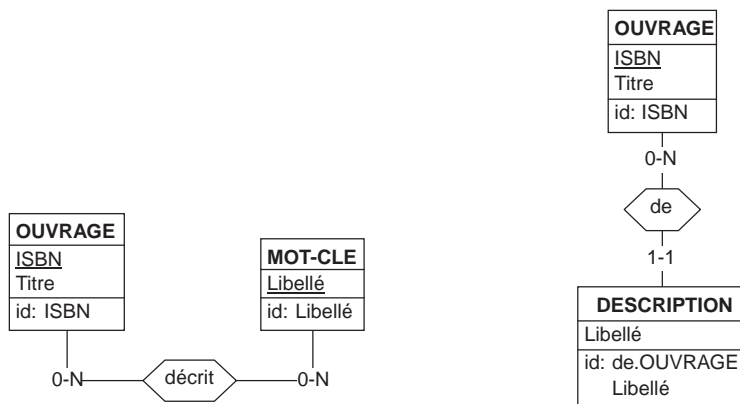 OUVRAGE
ISBN
Titre
id: ISBN
0-N
décrit
0-N
MOT-CLE
Libellé
id: Libellé
OUVRAGE
ISBN
Titre
id: ISBN
0-N
de
1-1
DESCRIPTION
Libellé
id: de.OUVRAGE
Libellé